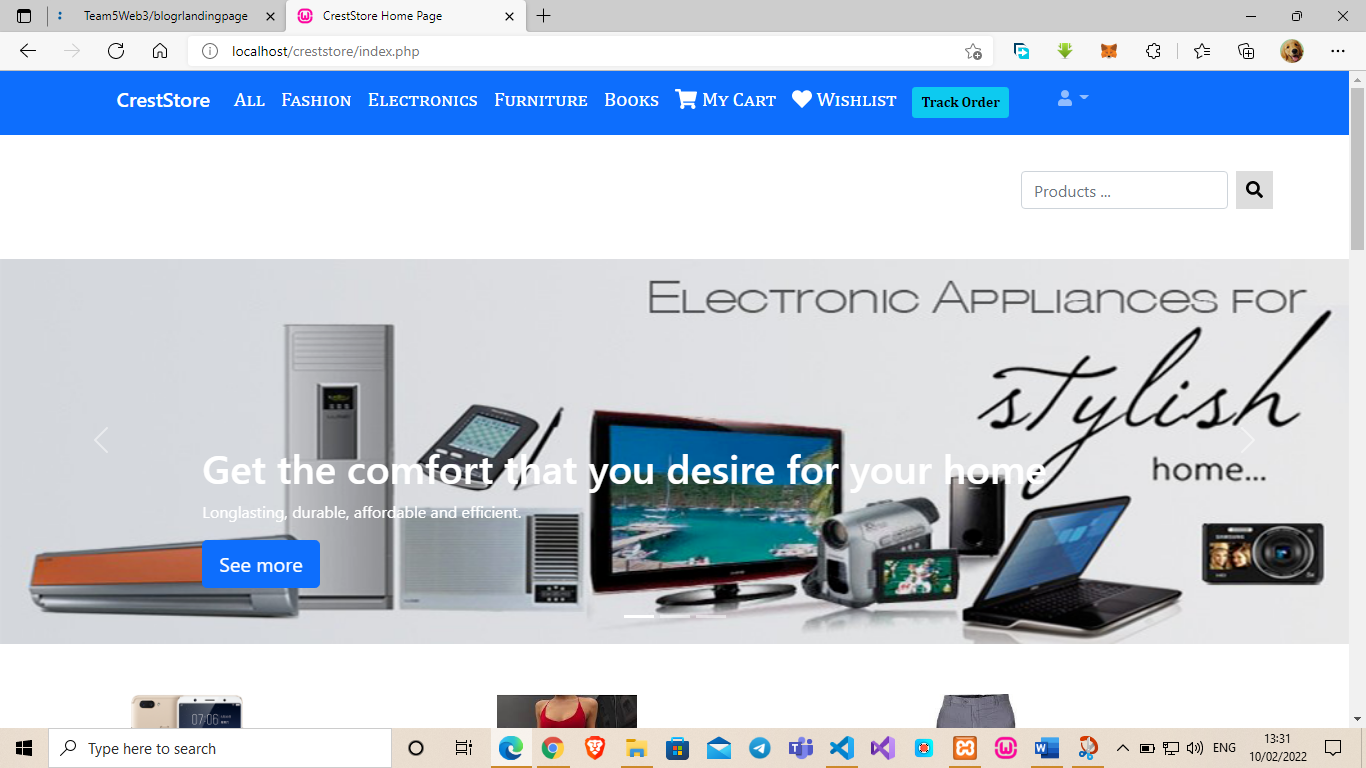 Team5Web3/blogrlandingpage
CrestStore Home Page
localhost/creststore/index.php
CrestStore All Fashion Electronics Furniture Books My Cart Wishlist Track Order
Products ...
Electronic Appliances for
stylish
home...
Get the comfort that you desire for your home
Longlasting, durable, affordable and efficient.
See more
SAMSUNG
07:06
Type here to search
ENG
13:31
10/02/2022